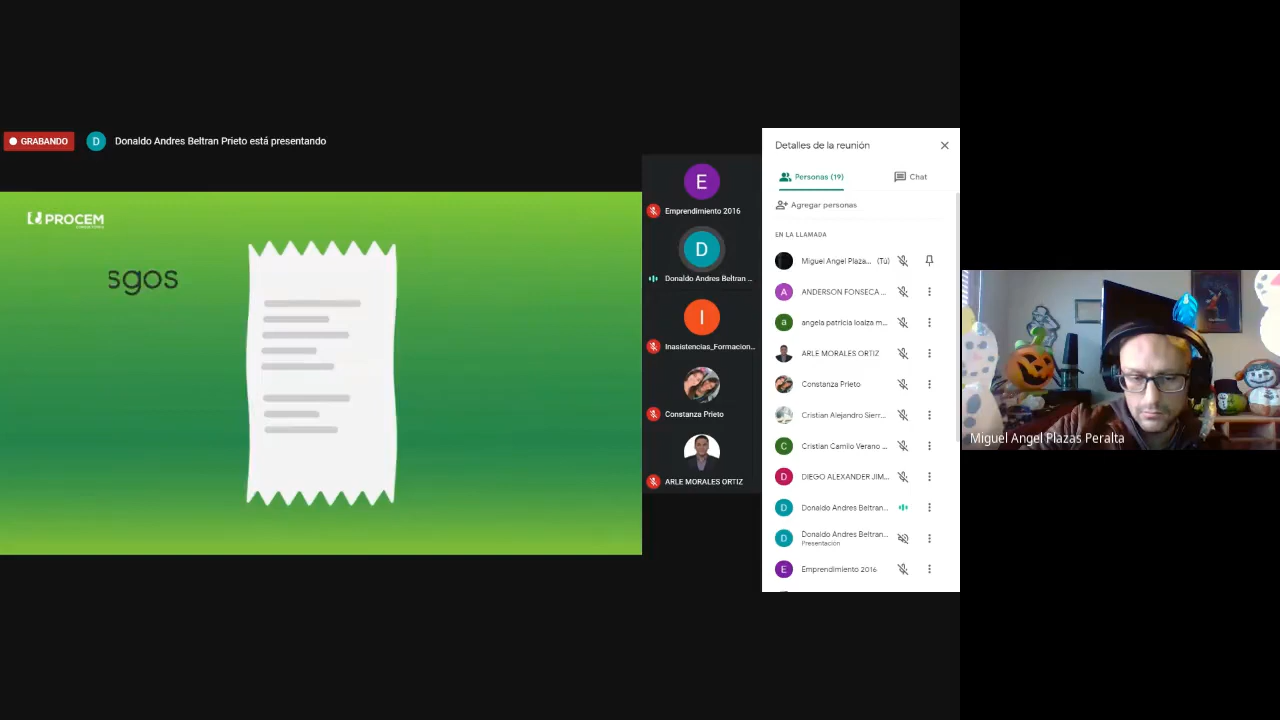 GRABANDO
D
Donaldo Andres Beltran Prieto está presentando
PROCEM
sgos
E
Emprendimiento 2016
D
Donaldo Andres Beltran ...
I
Inasistencias_Formacion...
Constanza Prieto
ARLE MORALES ORTIZ
Detalles de la reunión
Personas (19)
Chat
Agregar personas
EN LA LLAMADA
Miguel Angel Plaza... (Tú)
A
ANDERSON FONSECA ...
a
angela patricia loaiza m...
ARLE MORALES ORTIZ
Constanza Prieto
Cristian Alejandro Sierr...
C
Cristian Camilo Verano ...
D
DIEGO ALEXANDER JIM...
D
Donaldo Andres Beltran...
D
Donaldo Andres Beltran...
Presentación
E
Emprendimiento 2016
Miguel Angel Plazas Peralta